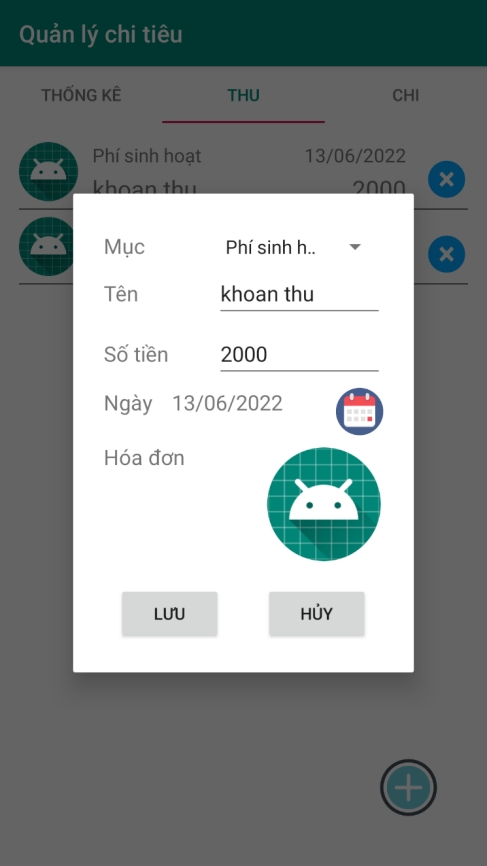 Quản lý chi tiêu
THỐNG KÊ THU CHI
Phí sinh hoạt 13/06/2022
khoan thu 2000
Mục Phí sinh h..
Tên khoan thu
Số tiền 2000
Ngày 13/06/2022
Hóa đơn
LƯU HỦY